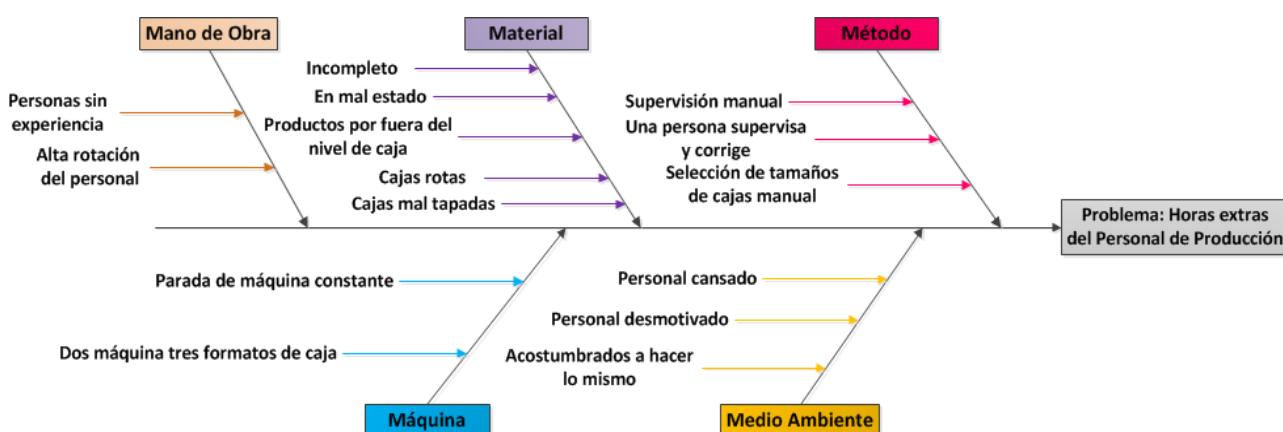 Mano de Obra
Material
Método
Incompleto
En mal estado
Productos por fuera del
nivel de caja
Cajas rotas
Cajas mal tapadas
Personas sin
experiencia
Alta rotación
del personal
Supervisión manual
Una persona supervisa
y corrige
Selección de tamaños
de cajas manual
Problema: Horas extras
del Personal de Producción
Parada de máquina constante
Dos máquina tres formatos de caja
Personal cansado
Personal desmotivado
Acostumbrados a hacer
lo mismo
Máquina
Medio Ambiente